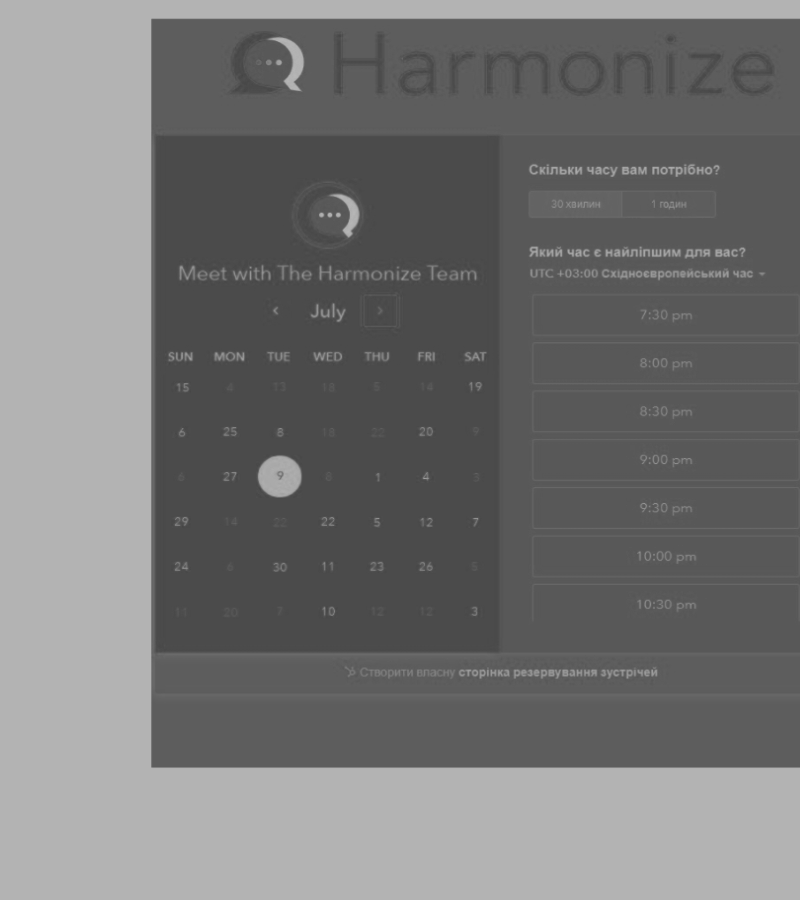 Harmonize
Meet with The Harmonize Team
July
SUN MON TUE WED THU FRI SAT
15 4 13 18 5 14 19
6 25 8 18 22 20 9
6 27 9 8 1 4 3
29 14 22 22 5 12 7
24 8 30 11 23 26 5
11 20 7 10 12 12 3
Скільки часу вам потрібно?
30 хвилин 1 годин
Який час є найліпшим для вас?
UTC +03:00 Східноєвропейський час
7:30 pm
8:00 pm
8:30 pm
9:00 pm
9:30 pm
10:00 pm
10:30 pm
Створити власну сторінка резервування зустрічей